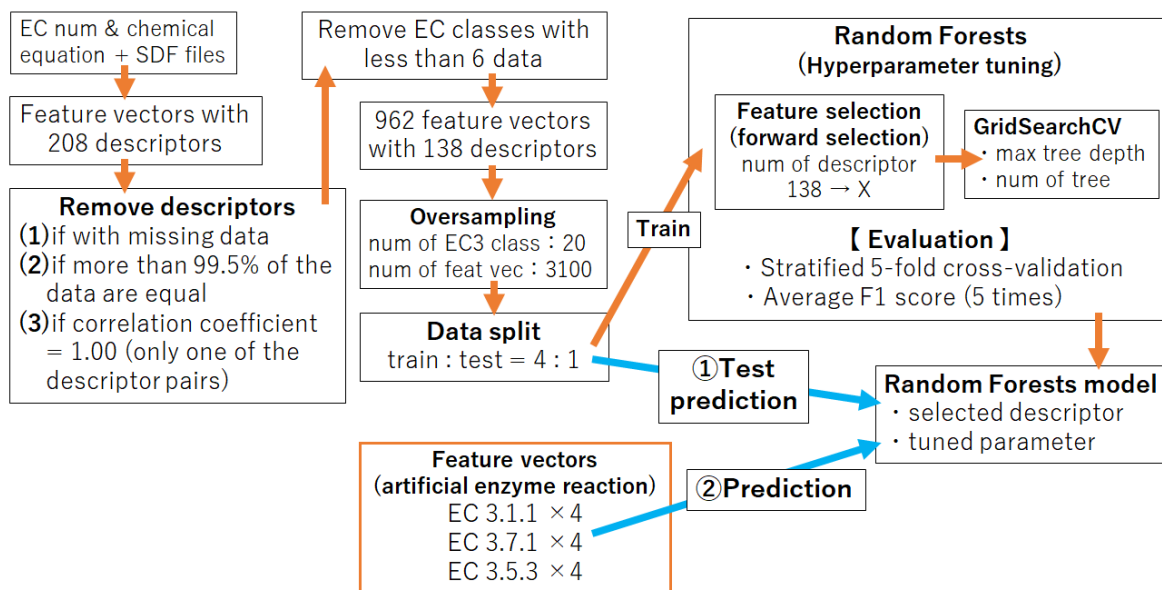 EC num & chemical
equation + SDF files
Feature vectors with
208 descriptors
Remove descriptors
(1)if with missing data
(2)if more than 99.5% of the
data are equal
(3)if correlation coefficient
= 1.00 (only one of the
descriptor pairs)
Remove EC classes with
less than 6 data
962 feature vectors
with 138 descriptors
Oversampling
num of EC3 class：20
num of feat vec：3100
Data split
train : test = 4 : 1
Train
Random Forests
(Hyperparameter tuning)
Feature selection
(forward selection)
num of descriptor
138 → X
GridSearchCV
・max tree depth
・num of tree
【 Evaluation 】
・Stratified 5-fold cross-validation
・Average F1 score (5 times)
①Test
prediction
Random Forests model
・selected descriptor
・tuned parameter
Feature vectors
(artificial enzyme reaction)
EC 3.1.1 ×4
EC 3.7.1 ×4
EC 3.5.3 ×4
②Prediction